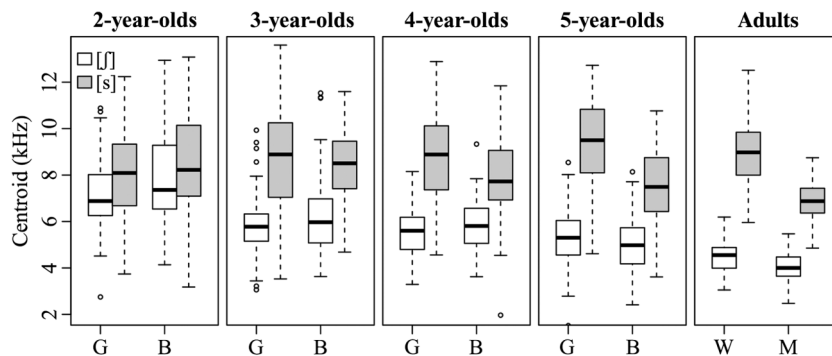 2-year-olds 3-year-olds 4-year-olds 5-year-olds Adults
[ʃ]
[s]
Centroid (kHz)
12
10
8
6
4
2
G B G B G B G B W M